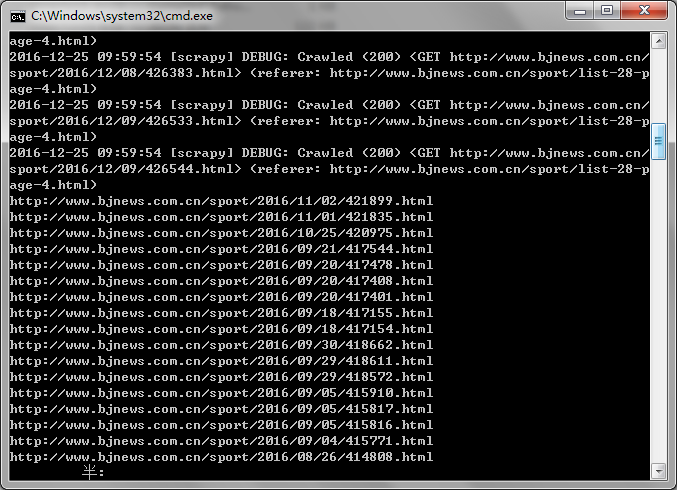 C:\Windows\system32\cmd.exe
age-4.html>
2016-12-25 09:59:54 [scrapy] DEBUG: Crawled (200) <GET http://www.bjnews.com.cn/
sport/2016/12/08/426383.html> (referer: http://www.bjnews.com.cn/sport/list-28-p
age-4.html)
2016-12-25 09:59:54 [scrapy] DEBUG: Crawled (200) <GET http://www.bjnews.com.cn/
sport/2016/12/09/426533.html> (referer: http://www.bjnews.com.cn/sport/list-28-p
age-4.html)
2016-12-25 09:59:54 [scrapy] DEBUG: Crawled (200) <GET http://www.bjnews.com.cn/
sport/2016/12/09/426544.html> (referer: http://www.bjnews.com.cn/sport/list-28-p
age-4.html)
http://www.bjnews.com.cn/sport/2016/11/02/421899.html
http://www.bjnews.com.cn/sport/2016/11/01/421835.html
http://www.bjnews.com.cn/sport/2016/10/25/420975.html
http://www.bjnews.com.cn/sport/2016/09/21/417544.html
http://www.bjnews.com.cn/sport/2016/09/20/417478.html
http://www.bjnews.com.cn/sport/2016/09/20/417408.html
http://www.bjnews.com.cn/sport/2016/09/20/417401.html
http://www.bjnews.com.cn/sport/2016/09/18/417155.html
http://www.bjnews.com.cn/sport/2016/09/18/417154.html
http://www.bjnews.com.cn/sport/2016/09/30/418662.html
http://www.bjnews.com.cn/sport/2016/09/29/418611.html
http://www.bjnews.com.cn/sport/2016/09/29/418572.html
http://www.bjnews.com.cn/sport/2016/09/05/415910.html
http://www.bjnews.com.cn/sport/2016/09/05/415817.html
http://www.bjnews.com.cn/sport/2016/09/05/415816.html
http://www.bjnews.com.cn/sport/2016/09/04/415771.html
http://www.bjnews.com.cn/sport/2016/08/26/414808.html
半: